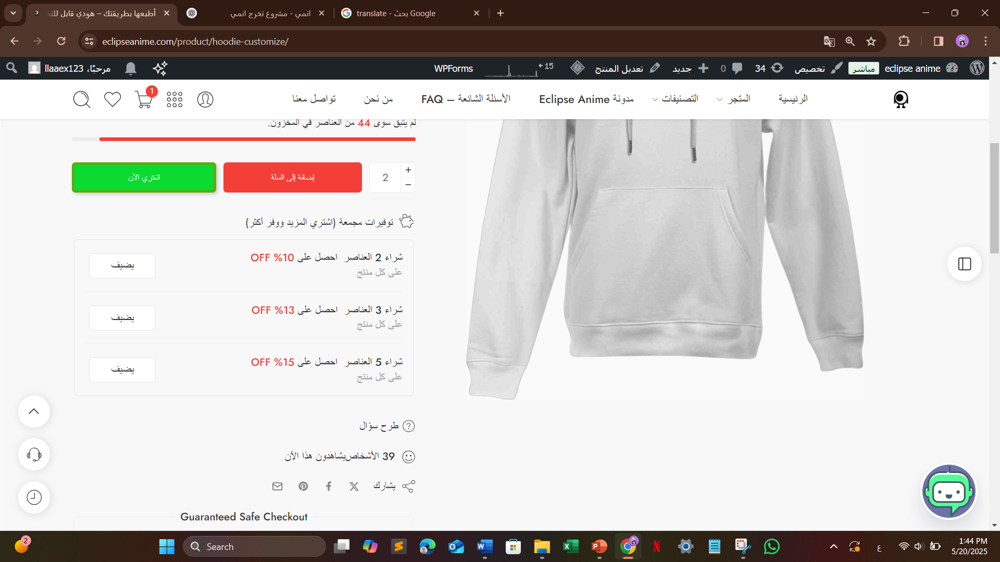 أطبعها بطريقتك – هودي قابل للتخ
انمي - مشروع تخرج انمي
translate - بحث Google
eclipseanime.com/product/hoodie-customize/
eclipse anime
مباشر
تخصيص
34
0
جديد
تعديل المنتج
15
WPForms
مرحبًا، llaaex123
الرئيسية
المتجر
التصنيفات
مدونة Eclipse Anime
الأسئلة الشائعة – FAQ
من نحن
تواصل معنا
1
لم يتبق سوى 44 من العناصر في المخزون.
+
2
−
إضافة إلى السلة
اشتري الآن
توفيرات مجمعة (اشتري المزيد ووفر أكثر)
شراء 2 العناصر احصل على 10% OFF
على كل منتج
يضيف
شراء 3 العناصر احصل على 13% OFF
على كل منتج
يضيف
شراء 5 العناصر احصل على 15% OFF
على كل منتج
يضيف
طرح سؤال
39 الأشخاصيشاهدون هذا الآن
يشارك
Guaranteed Safe Checkout
2
Search
ع
1:44 PM
5/20/2025